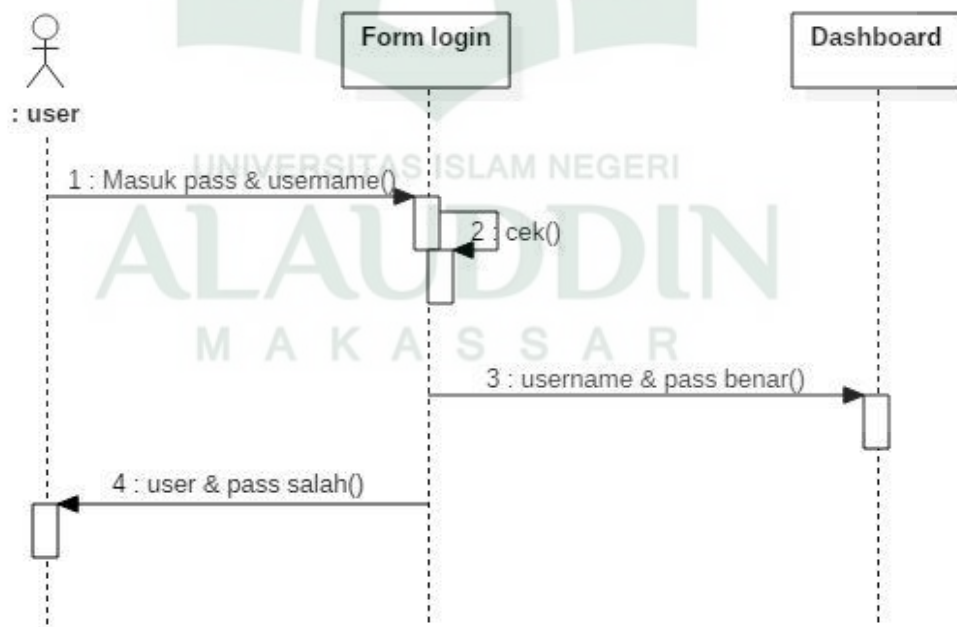 Form login
Dashboard
: user
UNIVERSITAS ISLAM NEGERI
1 : Masuk pass & username()
2 : cek()
ALAUDDIN
MAKASSAR
3 : username & pass benar()
4 : user & pass salah()